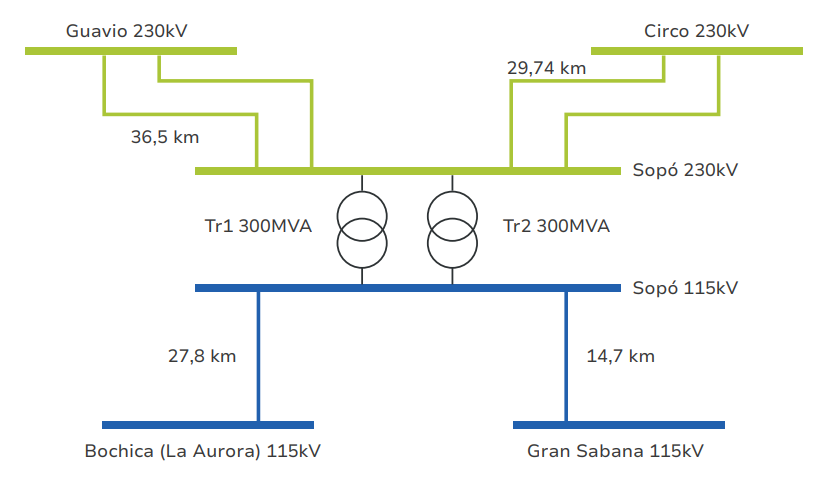 Guavio 230kV
Circo 230kV
29,74 km
36,5 km
Sopó 230kV
Tr1 300MVA
Tr2 300MVA
Sopó 115kV
27,8 km
14,7 km
Bochica (La Aurora) 115kV
Gran Sabana 115kV